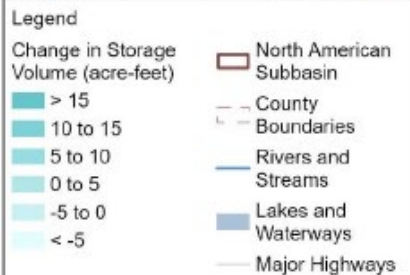 Legend
Change in Storage
Volume (acre-feet)
> 15
10 to 15
5 to 10
0 to 5
-5 to 0
< -5
North American
Subbasin
County
Boundaries
Rivers and
Streams
Lakes and
Waterways
Major Highways